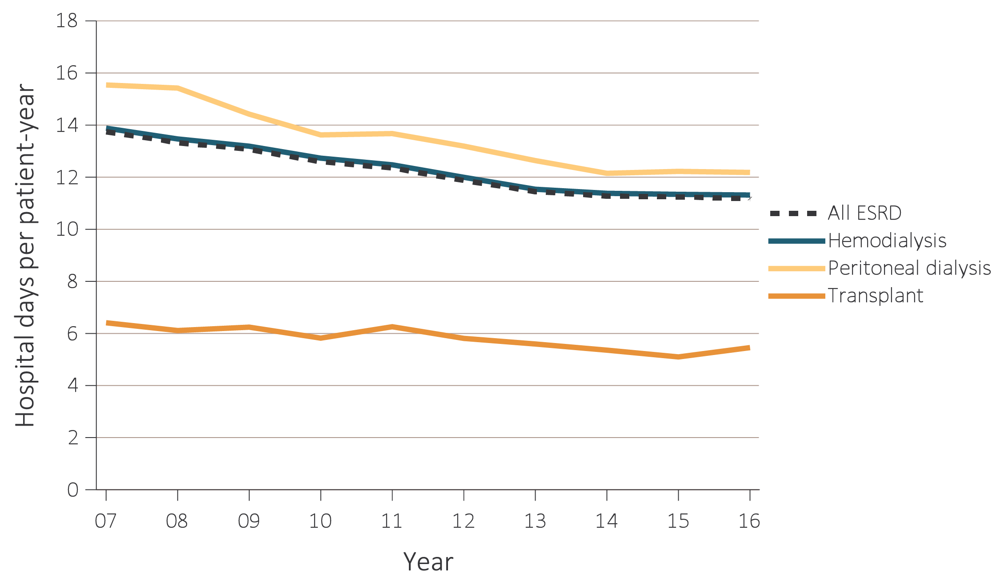 Hospital days per patient-year
18
16
14
12
10
8
6
4
2
0
07 08 09 10 11 12 13 14 15 16
Year
All ESRD
Hemodialysis
Peritoneal dialysis
Transplant